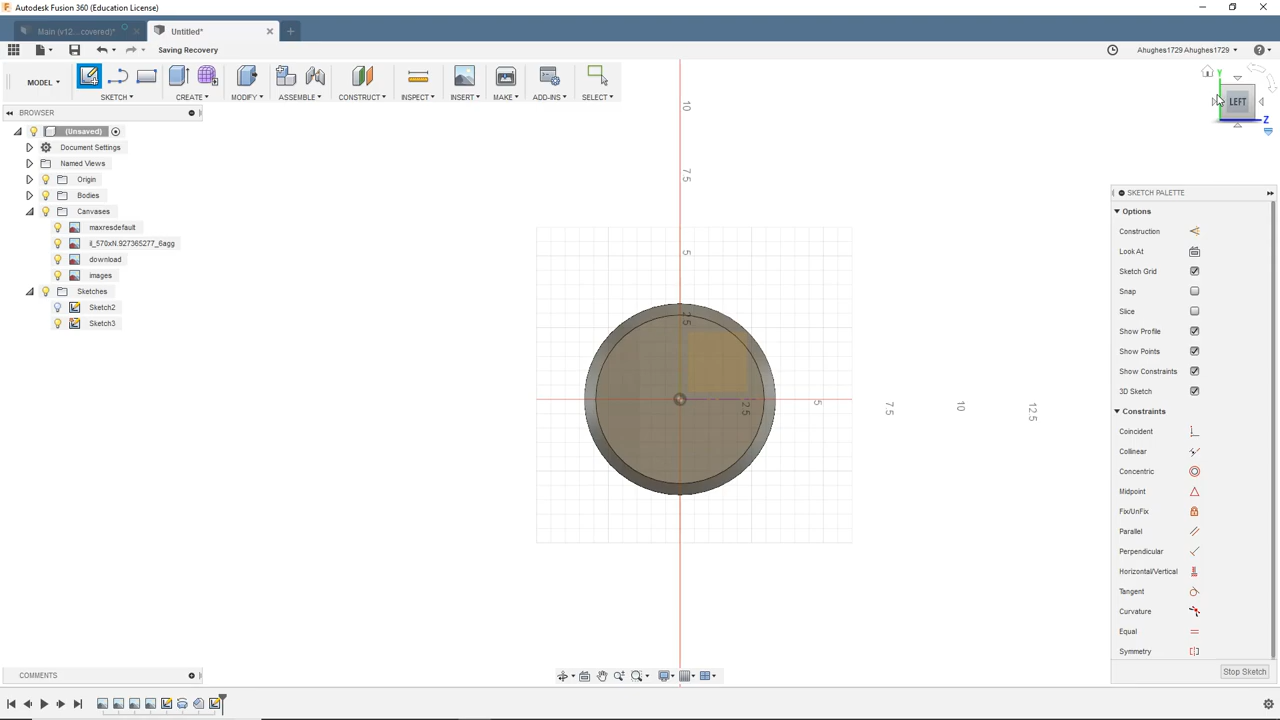 Autodesk Fusion 360 (Education License)
Main (v12...covered)*
Untitled*
Saving Recovery
Ahughes1729 Ahughes1729
MODEL
SKETCH
CREATE
MODIFY
ASSEMBLE
CONSTRUCT
INSPECT
INSERT
MAKE
ADD-INS
SELECT
BROWSER
(Unsaved)
Document Settings
Named Views
Origin
Bodies
Canvases
maxresdefault
il_570xN.927365277_6agg
download
images
Sketches
Sketch2
Sketch3
10
7.5
5
2.5
2.5
5
7.5
10
12.5
Y
LEFT
Z
SKETCH PALETTE
Options
Construction
Look At
Sketch Grid
Snap
Slice
Show Profile
Show Points
Show Constraints
3D Sketch
Constraints
Coincident
Collinear
Concentric
Midpoint
Fix/UnFix
Parallel
Perpendicular
Horizontal/Vertical
Tangent
Curvature
Equal
Symmetry
Stop Sketch
COMMENTS